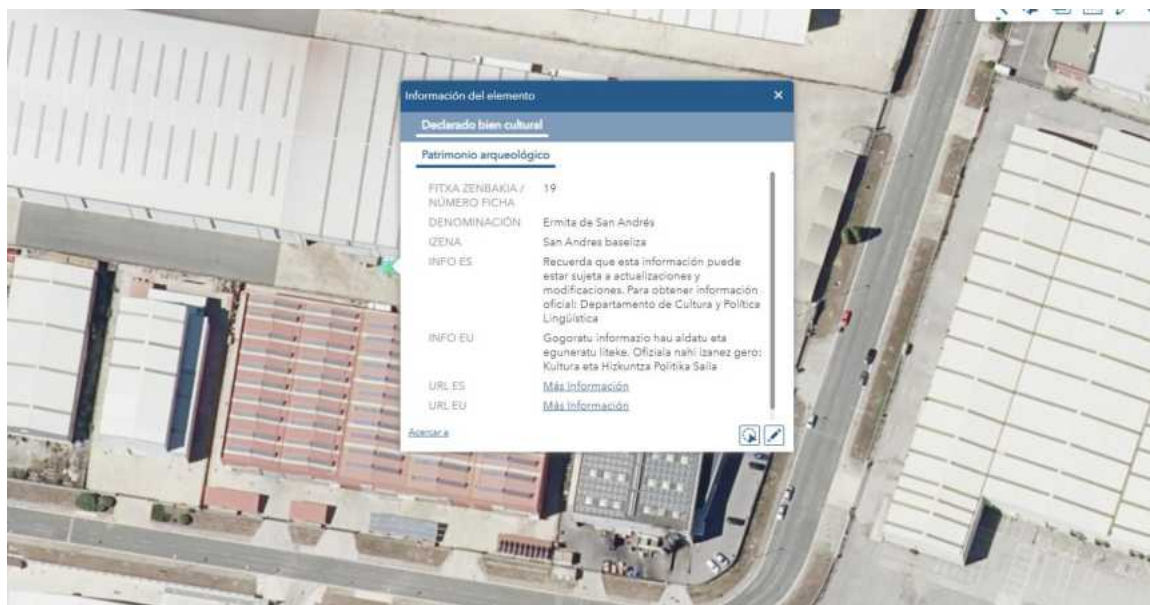 Información del elemento
Declarado bien cultural
Patrimonio arqueológico
FITXA ZENBAKIA / 19
NÚMERO FICHA
DENOMINACIÓN Ermita de San Andrés
IZENA San Andres baseliza
INFO ES Recuerda que esta información puede
estar sujeta a actualizaciones y
modificaciones. Para obtener información
oficial: Departamento de Cultura y Política
Lingüística
INFO EU Gogoratu informazio hau aldatu eta
eguneratu liteke. Ofiziala nahi izanez gero:
Kultura eta Hizkuntza Politika Saila
URL ES Más Información
URL EU Más Información
Acercar a